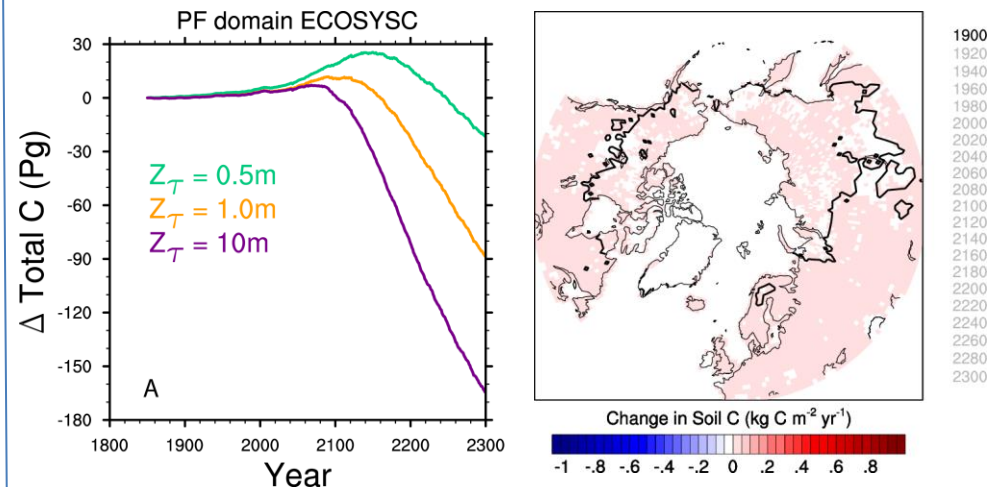 PF domain ECOSYSC
30
0
-30
-60
-90
-120
-150
-180
Δ Total C (Pg)
Zτ = 0.5m
Zτ = 1.0m
Zτ = 10m
A
1800 1900 2000 2100 2200 2300
Year
1900
1920
1940
1960
1980
2000
2020
2040
2060
2080
2100
2120
2140
2160
2180
2200
2220
2240
2260
2280
2300
Change in Soil C (kg C m⁻² yr⁻¹)
-1 -.8 -.6 -.4 -.2 0 .2 .4 .6 .8